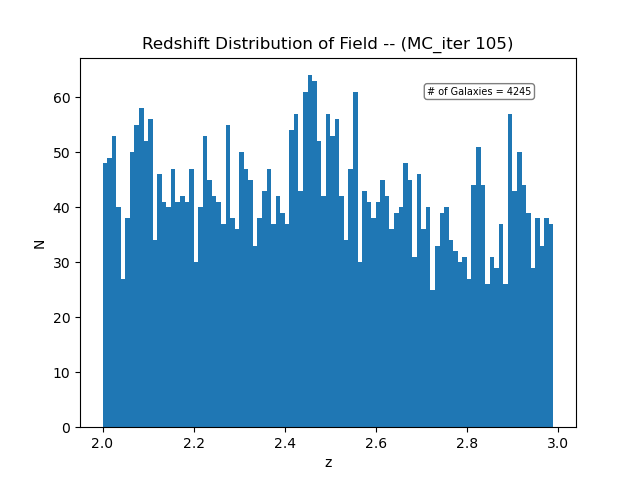 Redshift Distribution of Field -- (MC_iter 105)
# of Galaxies = 4245
N
60
50
40
30
20
10
0
2.0 2.2 2.4 2.6 2.8 3.0
z